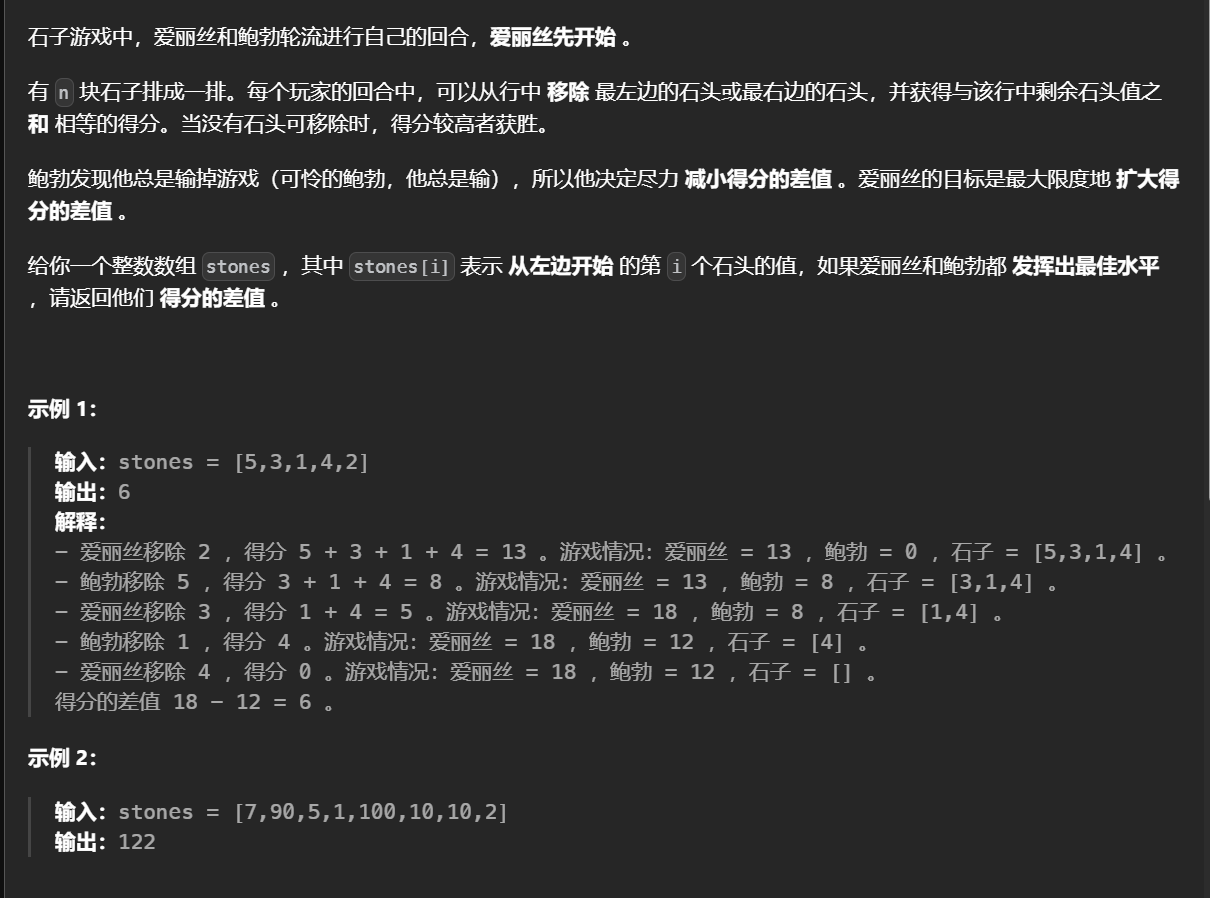 石子游戏中，爱丽丝和鲍勃轮流进行自己的回合，爱丽丝先开始 。
有 n 块石子排成一排。每个玩家的回合中，可以从行中 移除 最左边的石头或最右边的石头，并获得与该行中剩余石头值之
和 相等的得分。当没有石头可移除时，得分较高者获胜。
鲍勃发现他总是输掉游戏（可怜的鲍勃，他总是输），所以他决定尽力 减小得分的差值 。爱丽丝的目标是最大限度地 扩大得
分的差值 。
给你一个整数数组 stones ，其中 stones[i] 表示 从左边开始 的第 i 个石头的值，如果爱丽丝和鲍勃都 发挥出最佳水平
，请返回他们 得分的差值 。
示例 1：
输入：stones = [5,3,1,4,2]
输出：6
解释：
- 爱丽丝移除 2 ，得分 5 + 3 + 1 + 4 = 13 。游戏情况：爱丽丝 = 13 ，鲍勃 = 0 ，石子 = [5,3,1,4] 。
- 鲍勃移除 5 ，得分 3 + 1 + 4 = 8 。游戏情况：爱丽丝 = 13 ，鲍勃 = 8 ，石子 = [3,1,4] 。
- 爱丽丝移除 3 ，得分 1 + 4 = 5 。游戏情况：爱丽丝 = 18 ，鲍勃 = 8 ，石子 = [1,4] 。
- 鲍勃移除 1 ，得分 4 。游戏情况：爱丽丝 = 18 ，鲍勃 = 12 ，石子 = [4] 。
- 爱丽丝移除 4 ，得分 0 。游戏情况：爱丽丝 = 18 ，鲍勃 = 12 ，石子 = [] 。
得分的差值 18 - 12 = 6 。
示例 2：
输入：stones = [7,90,5,1,100,10,10,2]
输出：122